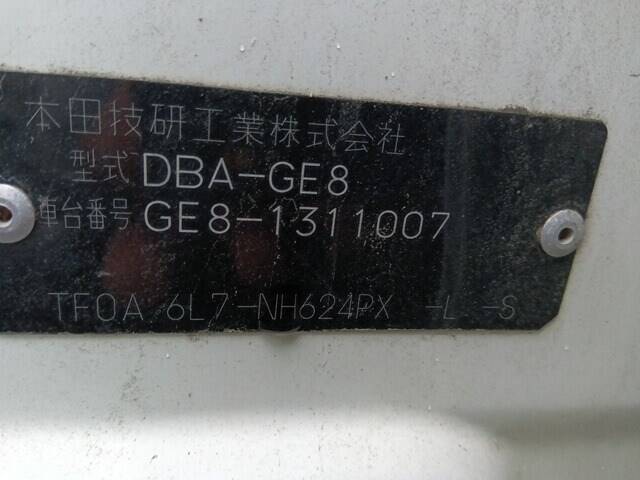 本田技研工業株式会社
型式 DBA-GE8
車台番号 GE8-1311007
TF0A 6L7-NH624PX -L -S